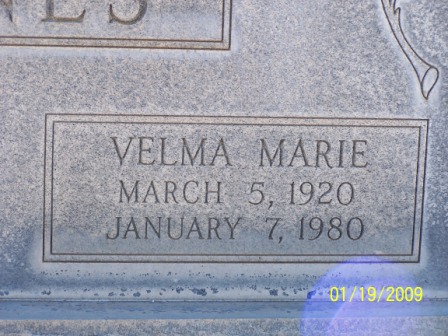 VELMA MARIE
MARCH 5, 1920
JANUARY 7, 1980
01/19/2009